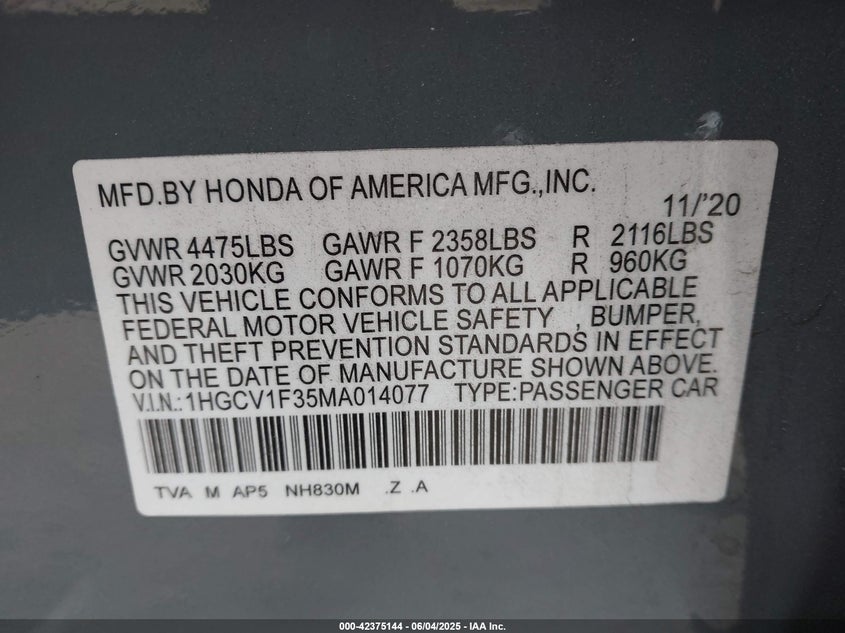 MFD.BY HONDA OF AMERICA MFG.,INC.
11/'20
GVWR 4475LBS GAWR F 2358LBS R 2116LBS
GVWR 2030KG GAWR F 1070KG R 960KG
THIS VEHICLE CONFORMS TO ALL APPLICABLE
FEDERAL MOTOR VEHICLE SAFETY , BUMPER,
AND THEFT PREVENTION STANDARDS IN EFFECT
ON THE DATE OF MANUFACTURE SHOWN ABOVE.
V.I.N.:1HGCV1F35MA014077 TYPE:PASSENGER CAR
TVA M AP5 NH830M .Z .A
000-42375144 - 06/04/2025 - IAA Inc.